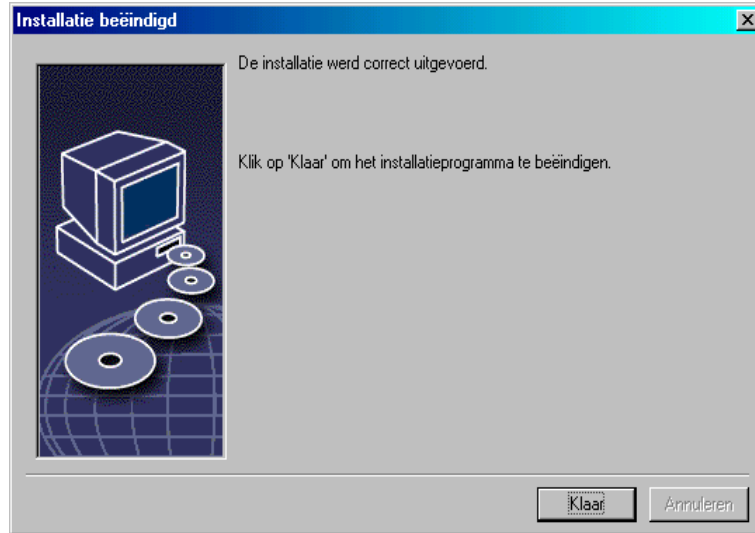 Installatie beëindigd
De installatie werd correct uitgevoerd.
Klik op 'Klaar' om het installatieprogramma te beëindigen.
Klaar
Annuleren